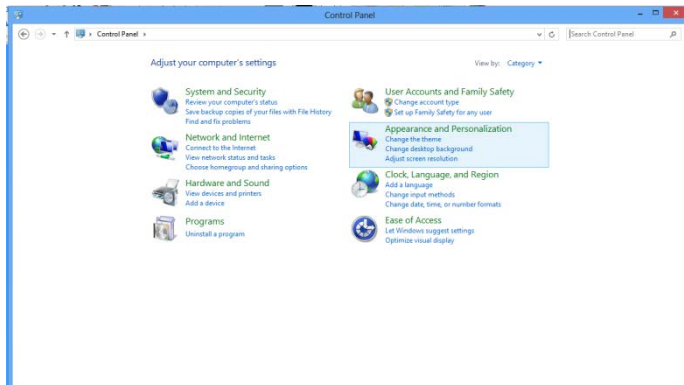 Control Panel
Control Panel
Search Control Panel
Adjust your computer's settings
View by: Category
System and Security
Review your computer's status
Save backup copies of your files with File History
Find and fix problems
Network and Internet
Connect to the Internet
View network status and tasks
Choose homegroup and sharing options
Hardware and Sound
View devices and printers
Add a device
Programs
Uninstall a program
User Accounts and Family Safety
Change account type
Set up Family Safety for any user
Appearance and Personalization
Change the theme
Change desktop background
Adjust screen resolution
Clock, Language, and Region
Add a language
Change input methods
Change date, time, or number formats
Ease of Access
Let Windows suggest settings
Optimize visual display